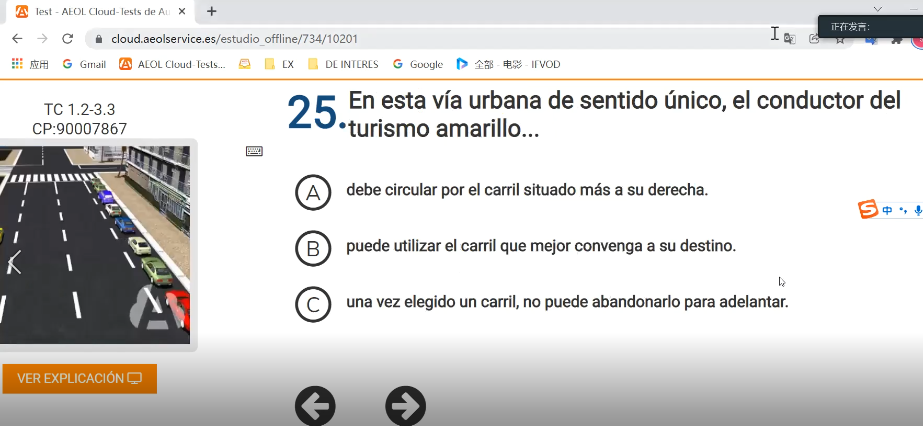 Test - AEOL Cloud-Tests de Au
cloud.aeolservice.es/estudio_offline/734/10201
正在发言:
应用
Gmail
AEOL Cloud-Tests...
EX
DE INTERES
Google
全部 - 电影 - IFVOD
TC 1.2-3.3
CP:90007867
25. En esta vía urbana de sentido único, el conductor del
turismo amarillo...
A debe circular por el carril situado más a su derecha.
B puede utilizar el carril que mejor convenga a su destino.
C una vez elegido un carril, no puede abandonarlo para adelantar.
中
VER EXPLICACIÓN